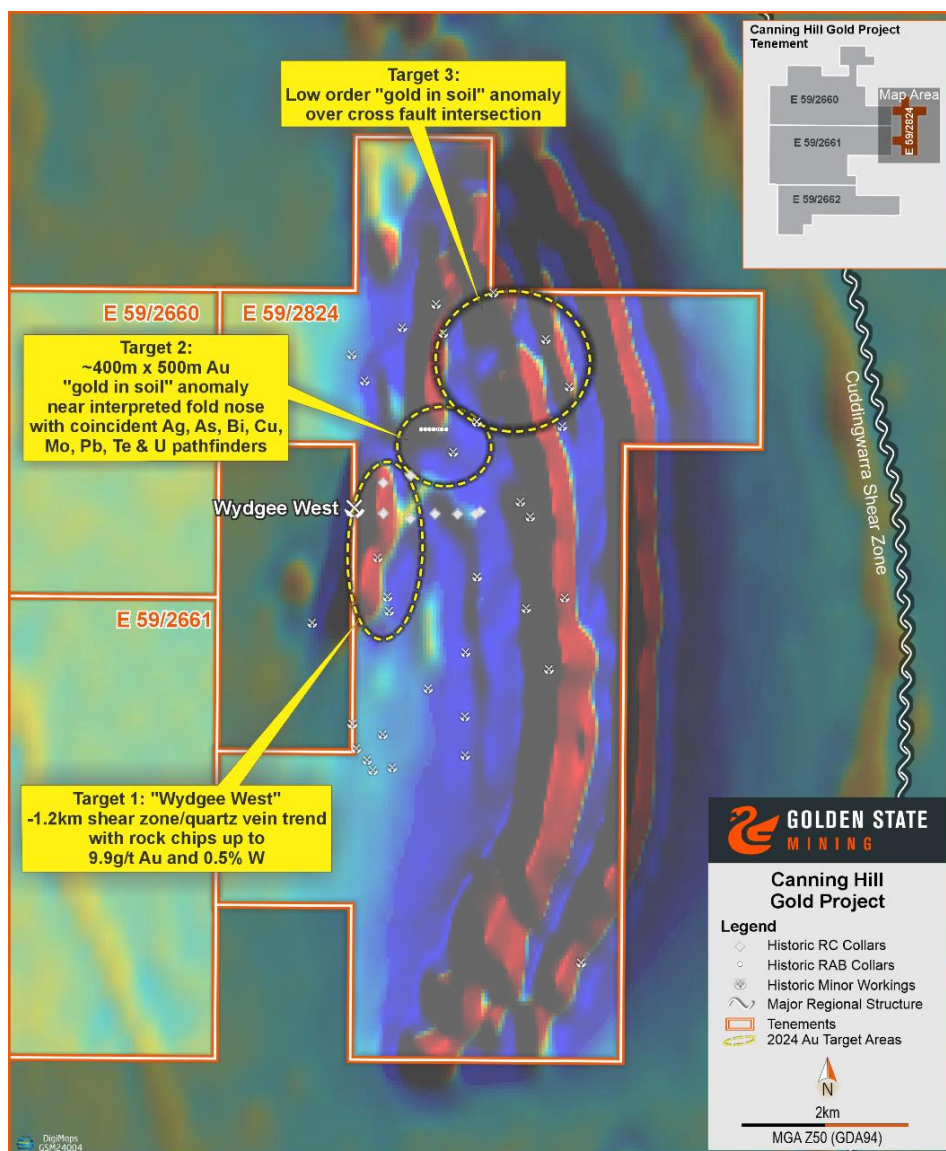 Canning Hill Gold Project
Tenement
Map Area
E 59/2660
E 59/2661
E 59/2662
E 59/2824
Target 3:
Low order "gold in soil" anomaly
over cross fault intersection
E 59/2660
E 59/2824
Target 2:
~400m x 500m Au
"gold in soil" anomaly
near interpreted fold nose
with coincident Ag, As, Bi, Cu,
Mo, Pb, Te & U pathfinders
Cuddingwarra Shear Zone
Wydgee West
E 59/2661
Target 1: "Wydgee West"
-1.2km shear zone/quartz vein trend
with rock chips up to
9.9g/t Au and 0.5% W
GOLDEN STATE
MINING
Canning Hill
Gold Project
Legend
Historic RC Collars
Historic RAB Collars
Historic Minor Workings
Major Regional Structure
Tenements
2024 Au Target Areas
N
2km
MGA Z50 (GDA94)
DigiMaps
GSM24004